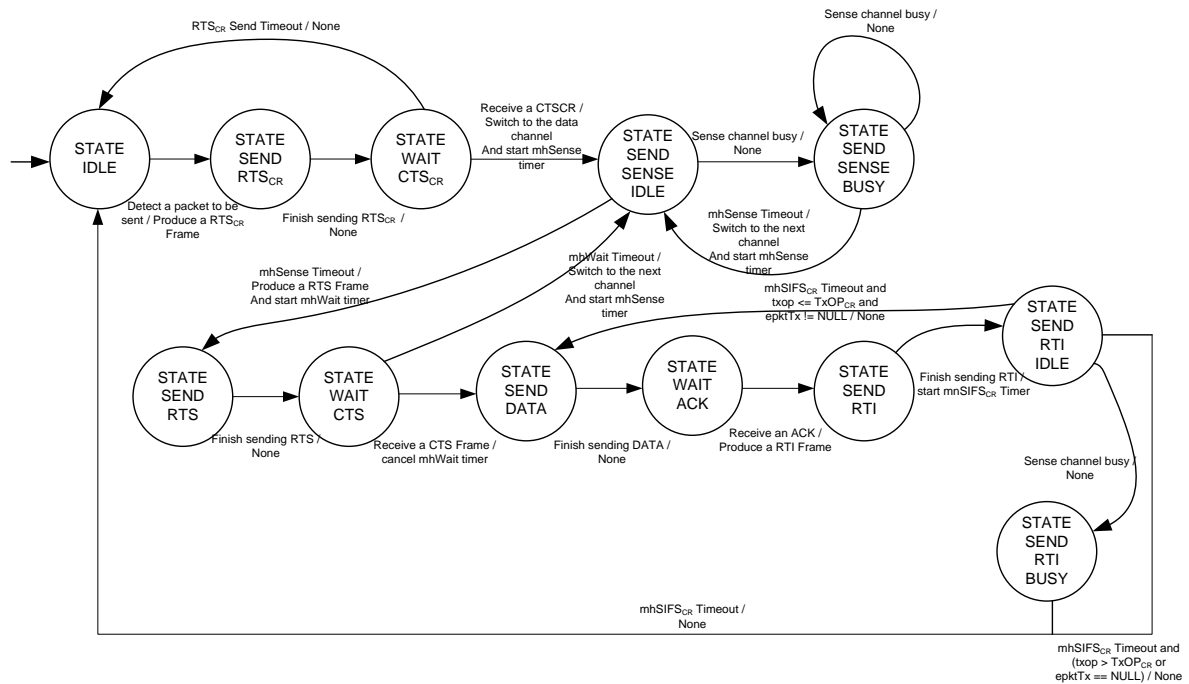 RTSCR Send Timeout / None
Sense channel busy /
None
STATE
IDLE
STATE
SEND
RTSCR
STATE
WAIT
CTSCR
Receive a CTSCR /
Switch to the data
channel
And start mhSense
timer
STATE
SEND
SENSE
IDLE
Sense channel busy /
None
STATE
SEND
SENSE
BUSY
Detect a packet to be
sent / Produce a RTSCR
Frame
Finish sending RTSCR /
None
mhSense Timeout /
Switch to the next
channel
And start mhSense
timer
mhSense Timeout /
Produce a RTS Frame
And start mhWait timer
mhWait Timeout /
Switch to the next
channel
And start mhSense
timer
mhSIFSCR Timeout and
txop <= TxOPCR and
epktTx != NULL / None
STATE
SEND
RTI
IDLE
STATE
SEND
RTS
STATE
WAIT
CTS
STATE
SEND
DATA
STATE
WAIT
ACK
STATE
SEND
RTI
Finish sending RTI /
start mnSIFSCR Timer
Finish sending RTS /
None
Receive a CTS Frame /
cancel mhWait timer
Finish sending DATA /
None
Receive an ACK /
Produce a RTI Frame
Sense channel busy /
None
STATE
SEND
RTI
BUSY
mhSIFSCR Timeout /
None
mhSIFSCR Timeout and
(txop > TxOPCR or
epktTx == NULL) / None